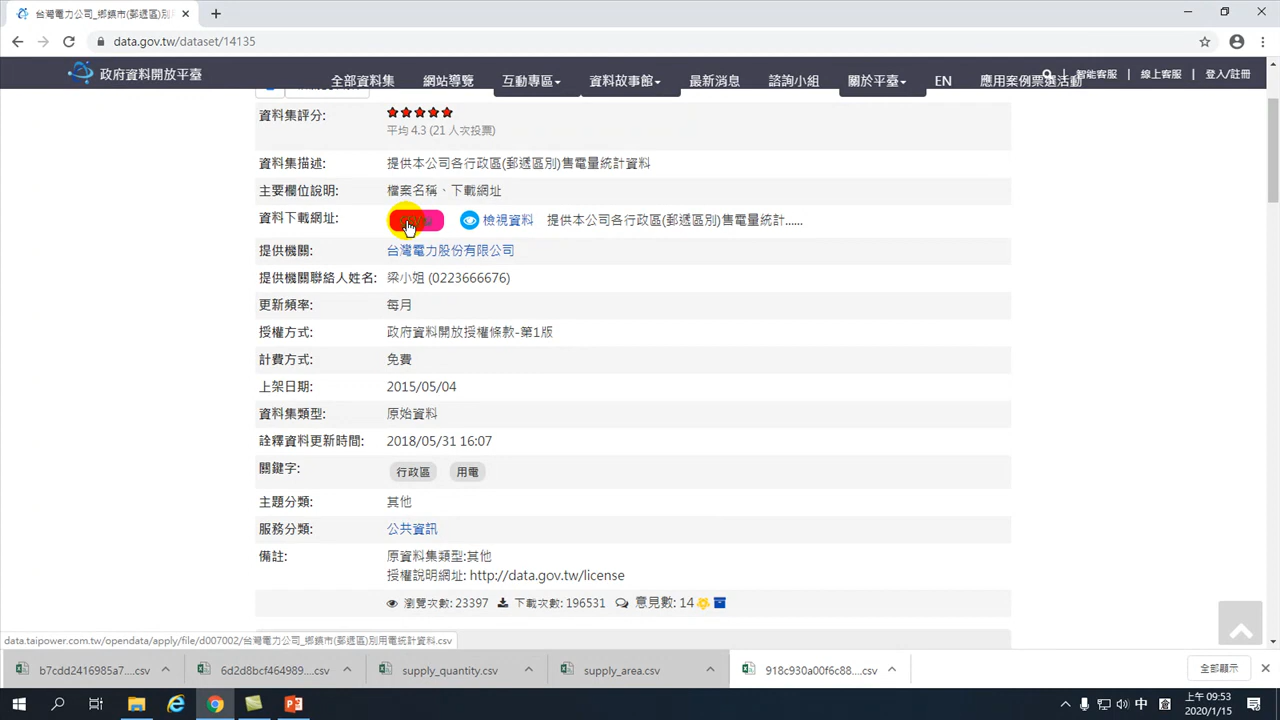 台灣電力公司_鄉鎮市(郵遞區)別
data.gov.tw/dataset/14135
政府資料開放平臺
全部資料集 網站導覽 互動專區 資料故事館 最新消息 諮詢小組 關於平臺 EN 應用案例票選活動
智能客服 | 線上客服 | 登入/註冊
資料集評分:
平均 4.3 (21 人次投票)
資料集描述: 提供本公司各行政區(郵遞區別)售電量統計資料
主要欄位說明: 檔案名稱、下載網址
資料下載網址: 檢視資料 提供本公司各行政區(郵遞區別)售電量統計......
提供機關: 台灣電力股份有限公司
提供機關聯絡人姓名: 梁小姐 (0223666676)
更新頻率: 每月
授權方式: 政府資料開放授權條款-第1版
計費方式: 免費
上架日期: 2015/05/04
資料集類型: 原始資料
詮釋資料更新時間: 2018/05/31 16:07
關鍵字: 行政區 用電
主題分類: 其他
服務分類: 公共資訊
備註: 原資料集類型:其他
授權說明網址: http://data.gov.tw/license
瀏覽次數: 23397 下載次數: 196531 意見數: 14
data.taipower.com.tw/opendata/apply/file/d007002/台灣電力公司_鄉鎮市(郵遞區)別用電統計資料.csv
b7cdd2416985a7....csv 6d2d8bcf464989....csv supply_quantity.csv supply_area.csv 918c930a00f6c88....csv 全部顯示
中
上午 09:53
2020/1/15